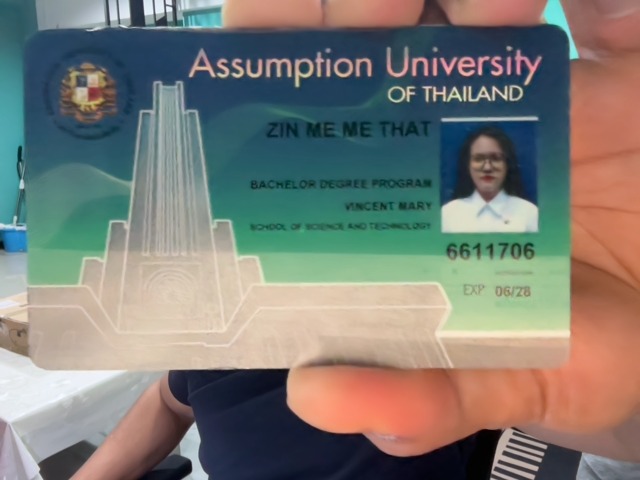 Assumption University
OF THAILAND
ZIN ME ME THAT
BACHELOR DEGREE PROGRAM
VINCENT MARY
SCHOOL OF SCIENCE AND TECHNOLOGY
6611706
EXP 06/28